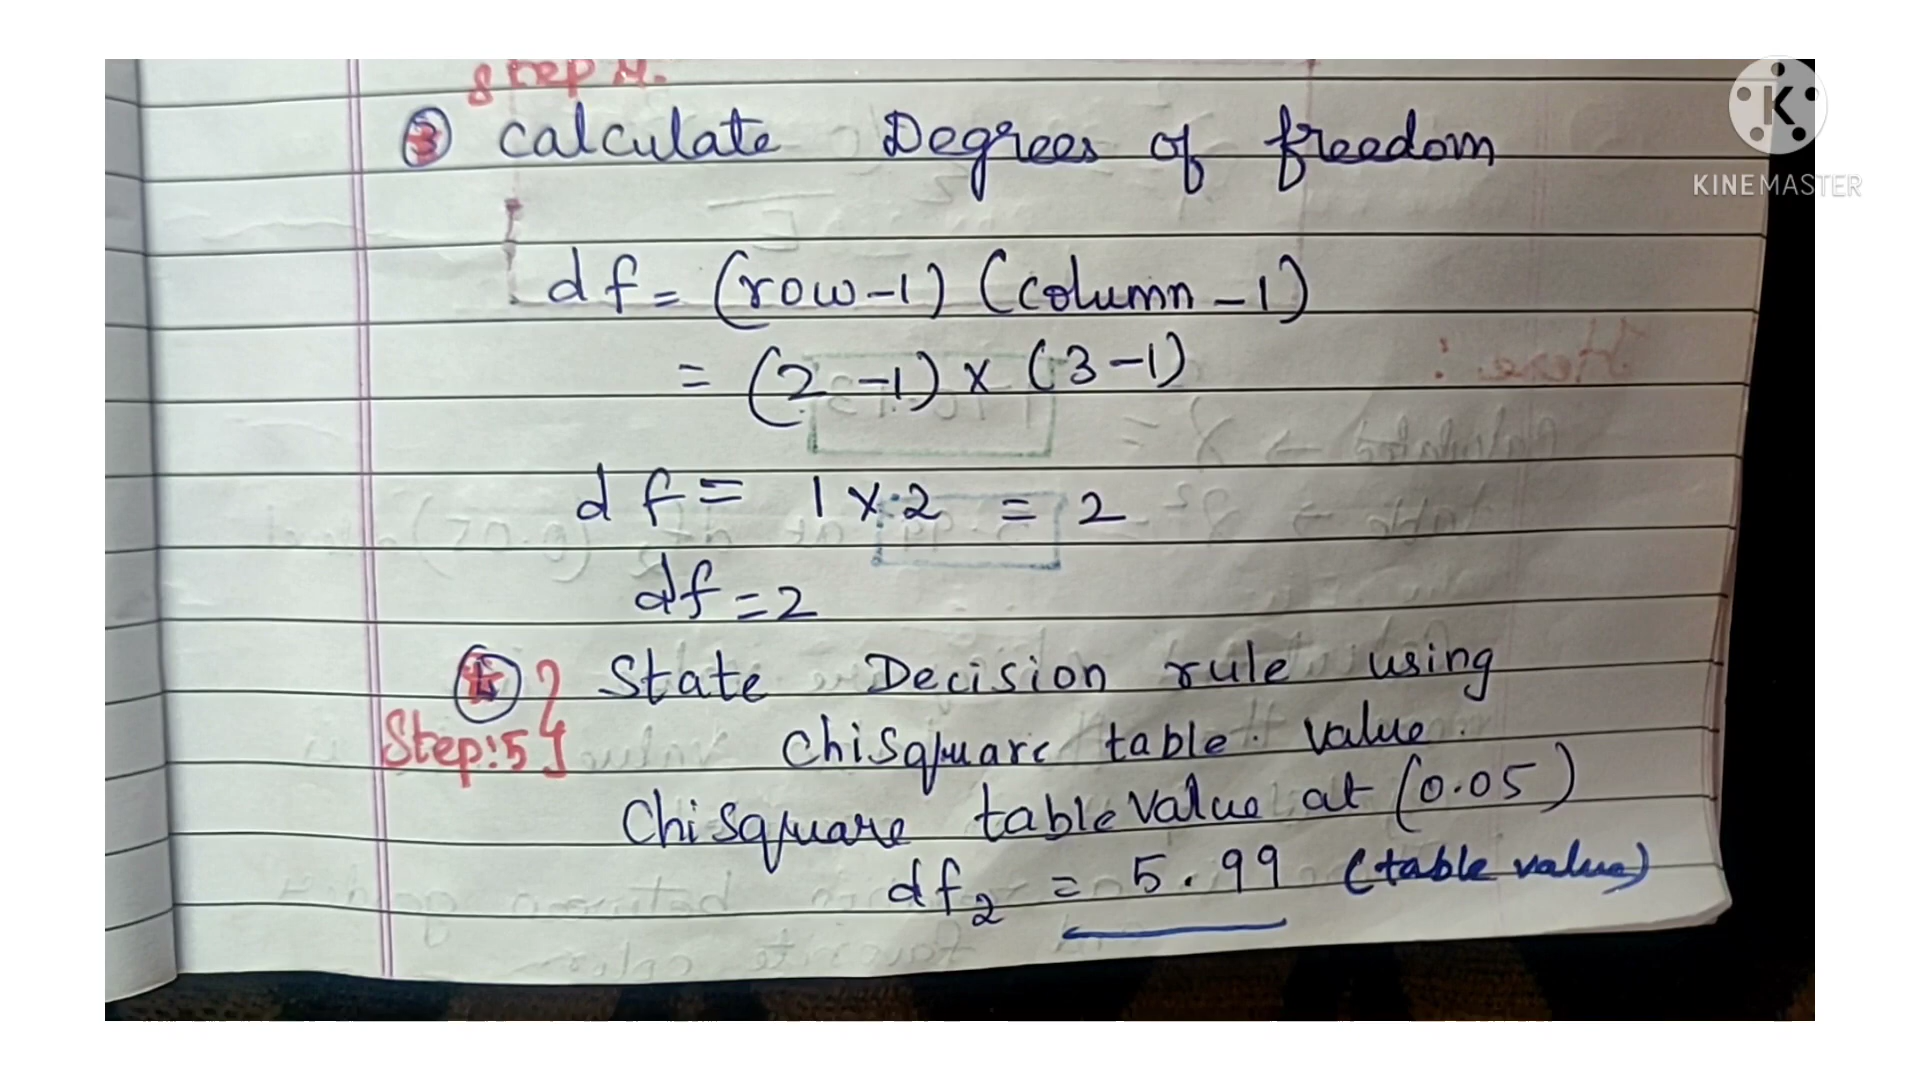 Step 4.
③ Calculate Degrees of freedom
KINEMASTER
df = (row-1) (column-1)
= (2-1) x (3-1)
df = 1 x 2 = 2
df = 2
State Decision rule using
Step:5 Chisquare table value.
Chisquare table value at (0.05)
df2 = 5.99 (table value)